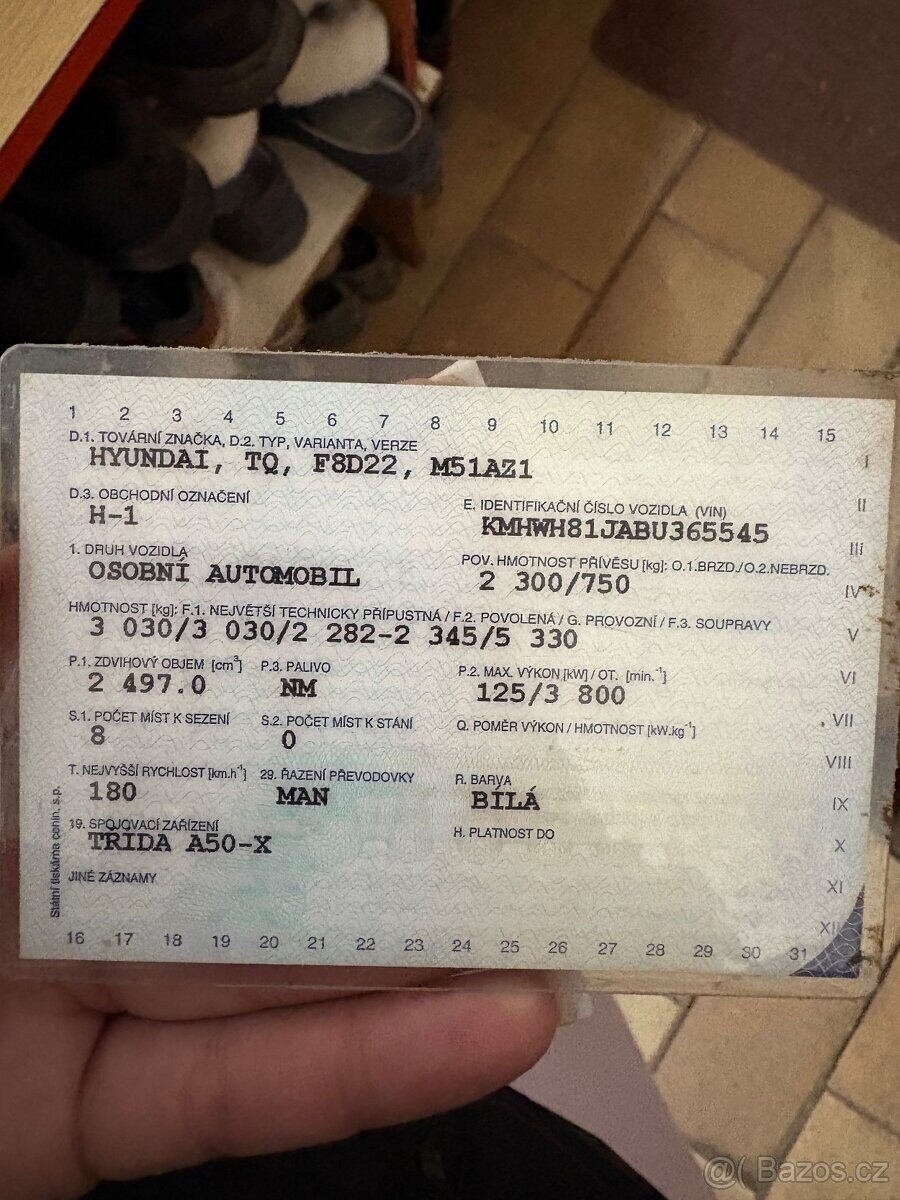 1 2 3 4 5 6 7 8 9 10 11 12 13 14 15
D.1. TOVÁRNÍ ZNAČKA, D.2. TYP, VARIANTA, VERZE
HYUNDAI, TQ, F8D22, M51AZ1
I
D.3. OBCHODNÍ OZNAČENÍ
H-1
E. IDENTIFIKAČNÍ ČÍSLO VOZIDLA (VIN)
KMHWH81JABU365545
II
1. DRUH VOZIDLA
OSOBNÍ AUTOMOBIL
III
POV. HMOTNOST PŘÍVĚSU [kg]: O.1.BRZD./O.2.NEBRZD.
2 300/750
IV
HMOTNOST [kg]: F.1. NEJVĚTŠÍ TECHNICKY PŘÍPUSTNÁ / F.2. POVOLENÁ / G. PROVOZNÍ / F.3. SOUPRAVY
3 030/3 030/2 282-2 345/5 330
V
P.1. ZDVIHOVÝ OBJEM [cm³]
2 497.0
P.3. PALIVO
NM
P.2. MAX. VÝKON [kW] / OT. [min.⁻¹]
125/3 800
VI
S.1. POČET MÍST K SEZENÍ
8
S.2. POČET MÍST K STÁNÍ
0
Q. POMĚR VÝKON / HMOTNOST [kW.kg⁻¹]
VII
VIII
T. NEJVYŠŠÍ RYCHLOST [km.h⁻¹]
180
29. ŘAZENÍ PŘEVODOVKY
MAN
R. BARVA
BÍLÁ
IX
19. SPOJOVACÍ ZAŘÍZENÍ
TŘÍDA A50-X
H. PLATNOST DO
X
JINÉ ZÁZNAMY
XI
XII
Státní tiskárna cenin, s.p.
16 17 18 19 20 21 22 23 24 25 26 27 28 29 30 31
@( Bazos.cz